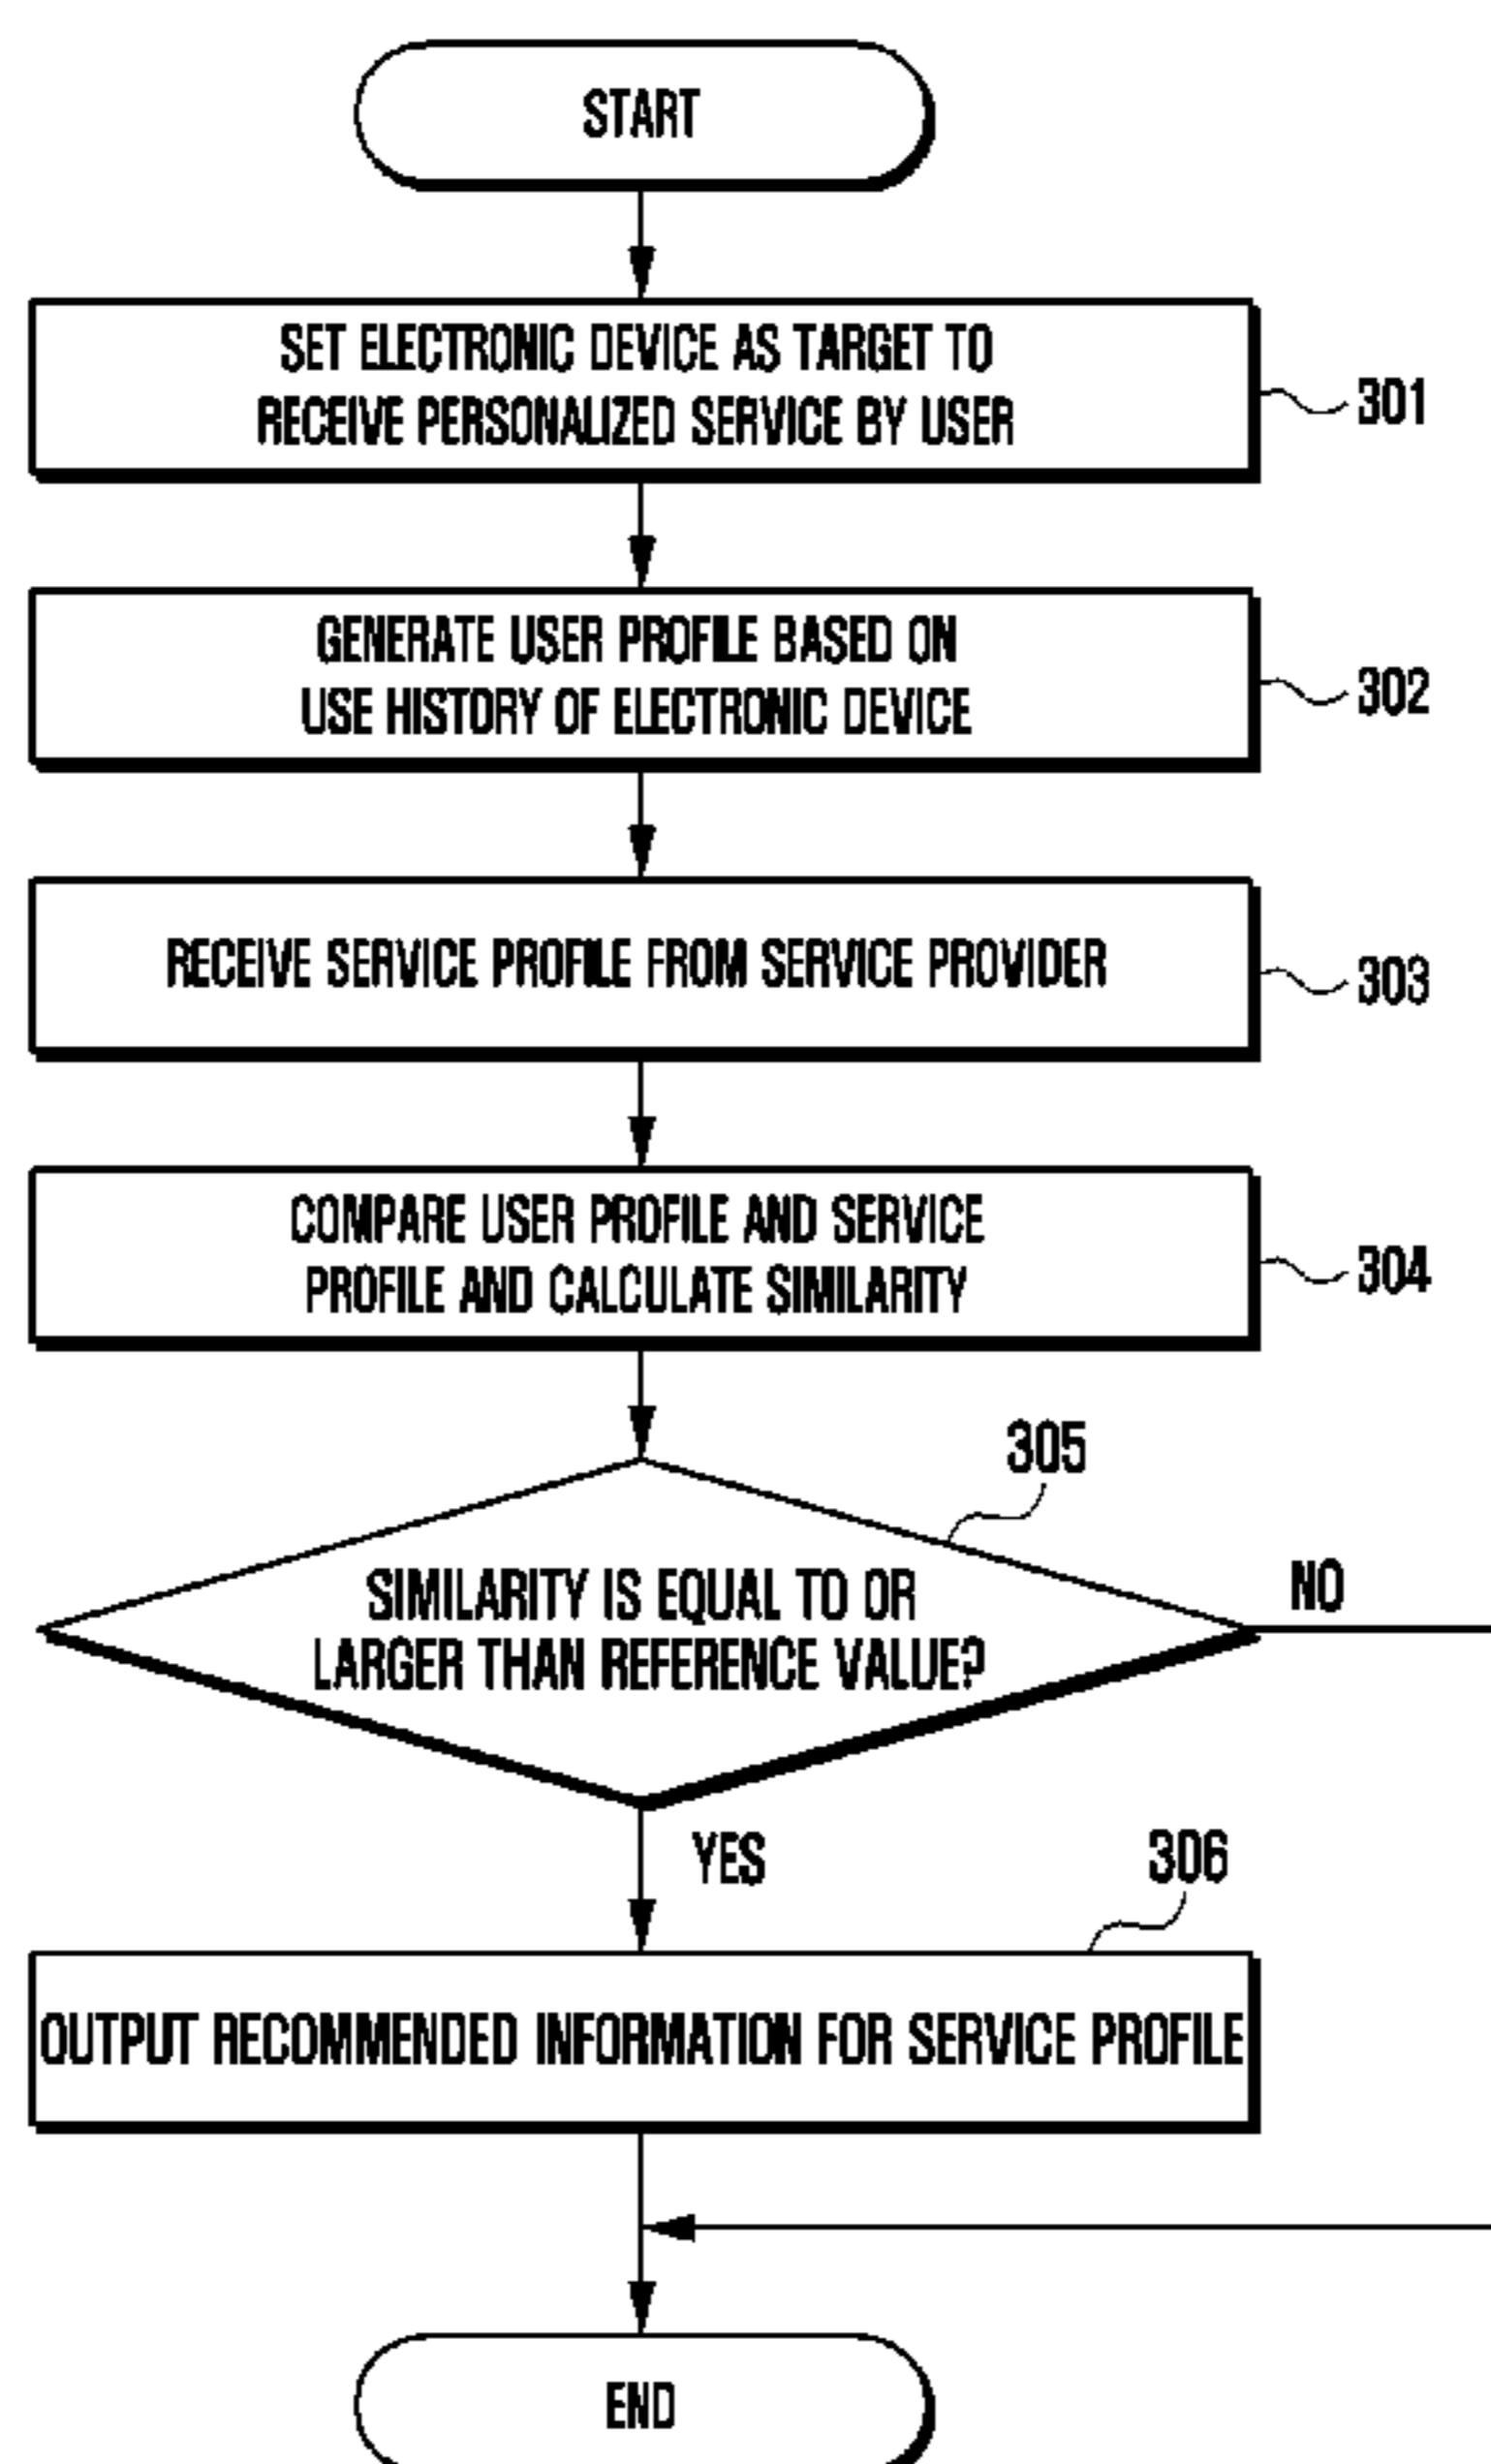 START
SET ELECTRONIC DEVICE AS TARGET TO
RECEIVE PERSONALIZED SERVICE BY USER
301
GENERATE USER PROFILE BASED ON
USE HISTORY OF ELECTRONIC DEVICE
302
RECEIVE SERVICE PROFILE FROM SERVICE PROVIDER
303
COMPARE USER PROFILE AND SERVICE
PROFILE AND CALCULATE SIMILARITY
304
305
SIMILARITY IS EQUAL TO OR
LARGER THAN REFERENCE VALUE?
NO
YES
306
OUTPUT RECOMMENDED INFORMATION FOR SERVICE PROFILE
END